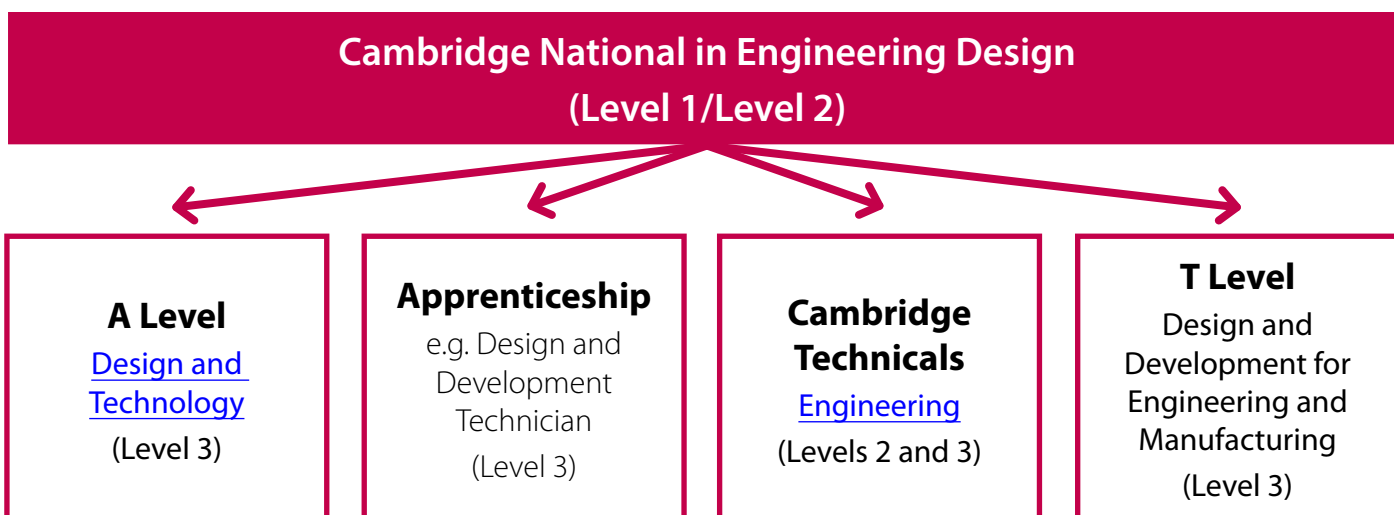 Cambridge National in Engineering Design
(Level 1/Level 2)
A Level
Design and
Technology
(Level 3)
Apprenticeship
e.g. Design and
Development
Technician
(Level 3)
Cambridge
Technicals
Engineering
(Levels 2 and 3)
T Level
Design and
Development for
Engineering and
Manufacturing
(Level 3)